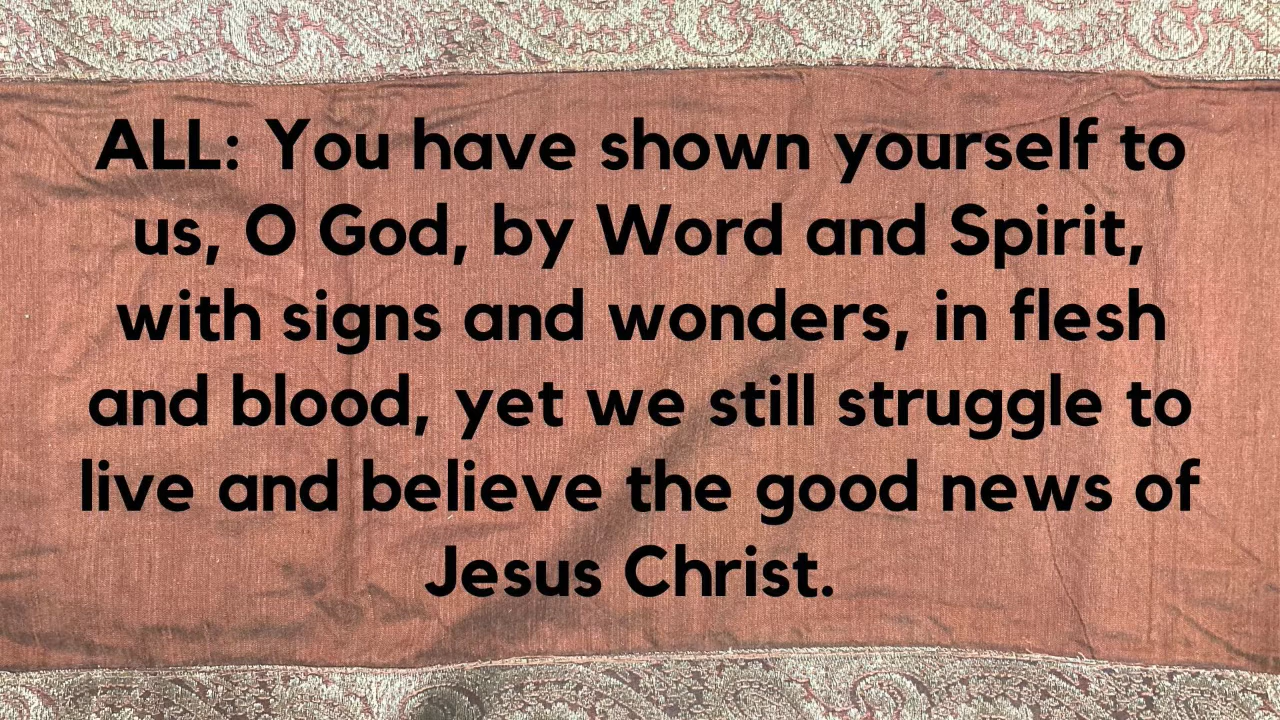 ALL: You have shown yourself to
us, O God, by Word and Spirit,
with signs and wonders, in flesh
and blood, yet we still struggle to
live and believe the good news of
Jesus Christ.